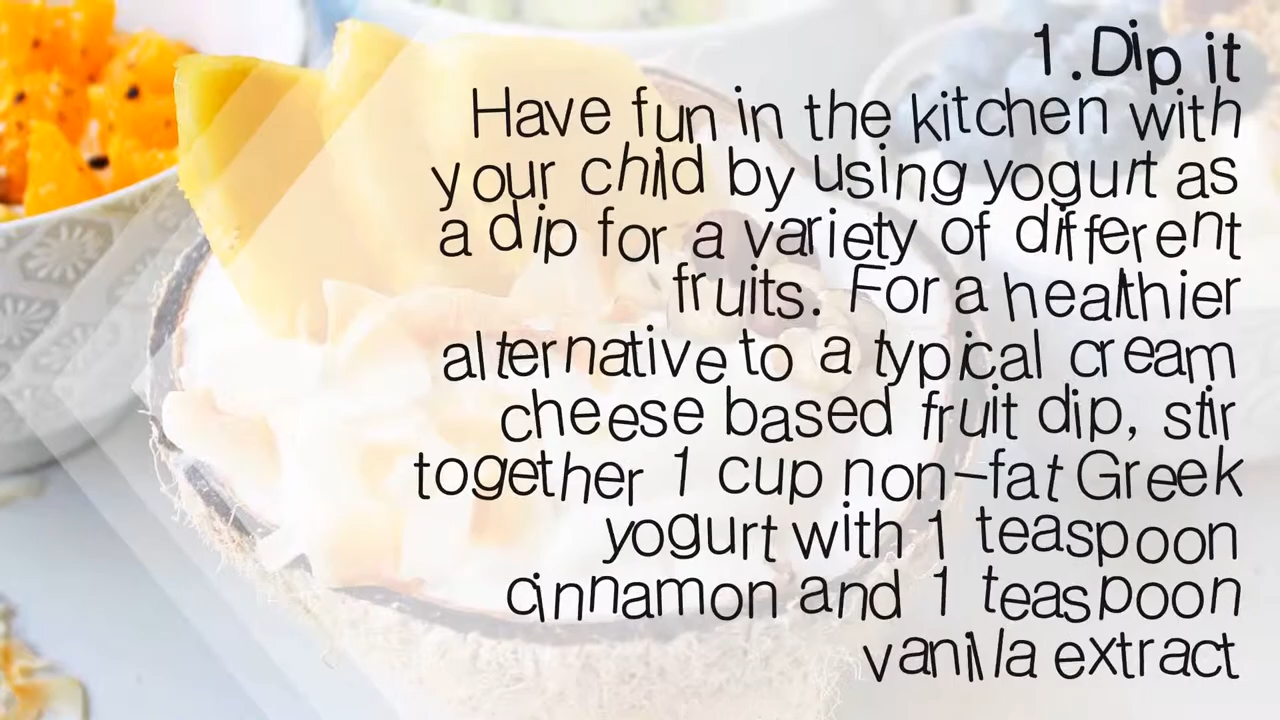 1.Dip it
Have fun in the kitchen with
your child by using yogurt as
a dip for a variety of different
fruits. For a healthier
alternative to a typical cream
cheese based fruit dip, stir
together 1 cup non-fat Greek
yogurt with 1 teaspoon
cinnamon and 1 teaspoon
vanilla extract